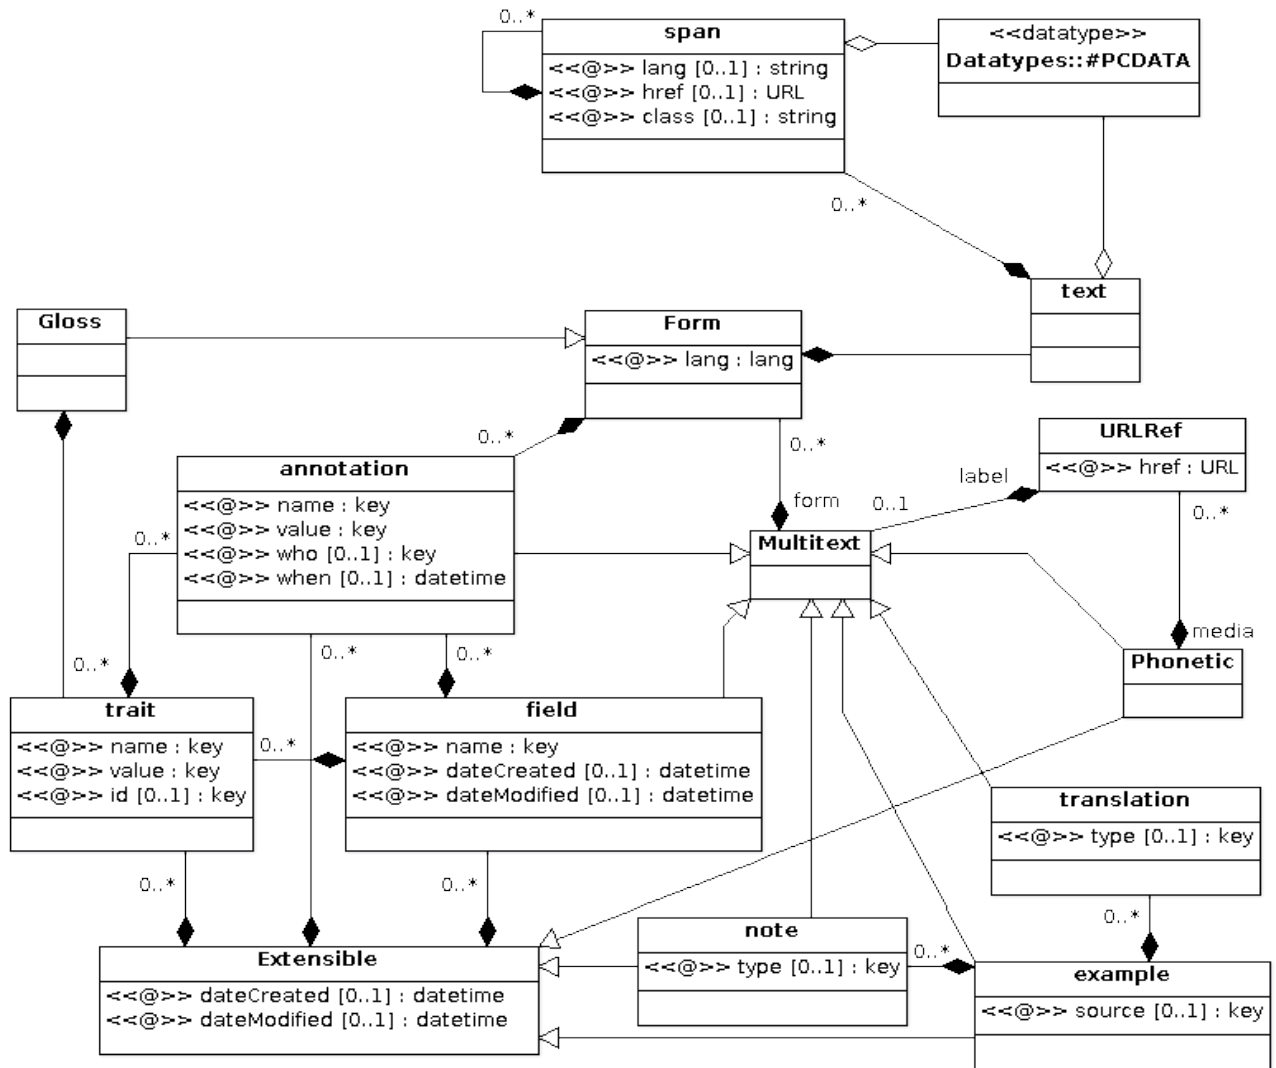 0..*
span
<<@>> lang [0..1] : string
<<@>> href [0..1] : URL
<<@>> class [0..1] : string
<<datatype>>
Datatypes::#PCDATA
0..*
text
Gloss
Form
<<@>> lang : lang
0..*
0..*
annotation
<<@>> name : key
<<@>> value : key
<<@>> who [0..1] : key
<<@>> when [0..1] : datetime
form
label
0..1
URLRef
<<@>> href : URL
0..*
Multitext
0..*
media
Phonetic
0..*
0..*
0..*
trait
<<@>> name : key
<<@>> value : key
<<@>> id [0..1] : key
0..*
field
<<@>> name : key
<<@>> dateCreated [0..1] : datetime
<<@>> dateModified [0..1] : datetime
translation
<<@>> type [0..1] : key
0..*
0..*
0..*
Extensible
<<@>> dateCreated [0..1] : datetime
<<@>> dateModified [0..1] : datetime
note
<<@>> type [0..1] : key
0..*
example
<<@>> source [0..1] : key